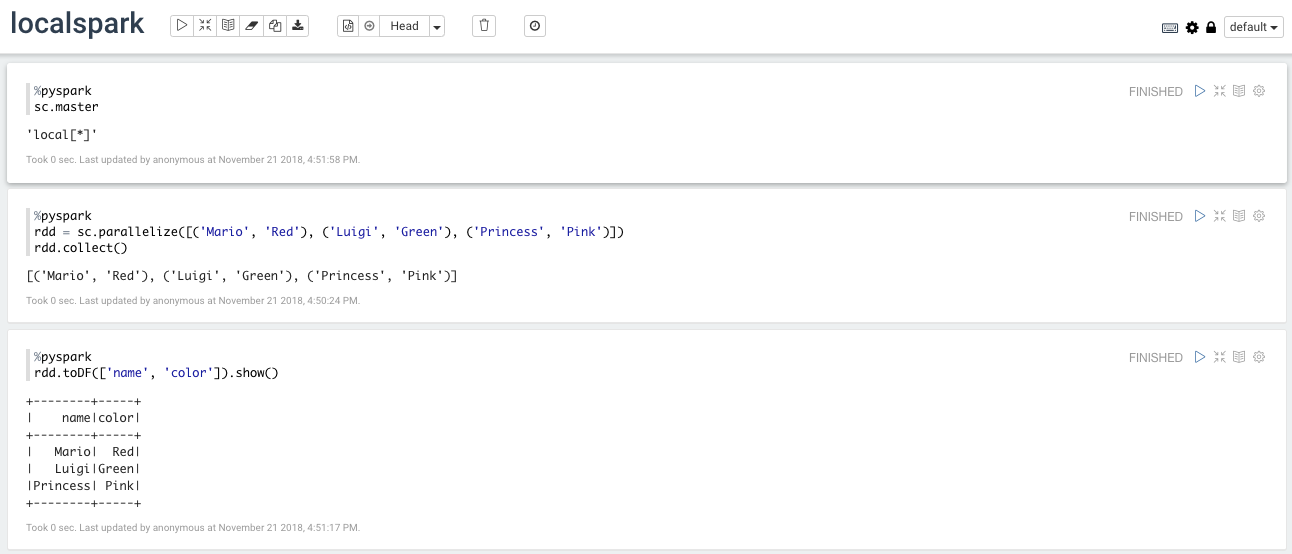 localspark
Head
default
%pyspark
FINISHED
sc.master
'local[*]'
Took 0 sec. Last updated by anonymous at November 21 2018, 4:51:58 PM.
%pyspark
FINISHED
rdd = sc.parallelize([('Mario', 'Red'), ('Luigi', 'Green'), ('Princess', 'Pink')])
rdd.collect()
[('Mario', 'Red'), ('Luigi', 'Green'), ('Princess', 'Pink')]
Took 0 sec. Last updated by anonymous at November 21 2018, 4:50:24 PM.
%pyspark
FINISHED
rdd.toDF(['name', 'color']).show()
+--------+-----+
|    name|color|
+--------+-----+
|   Mario|  Red|
|   Luigi|Green|
|Princess| Pink|
+--------+-----+
Took 0 sec. Last updated by anonymous at November 21 2018, 4:51:17 PM.